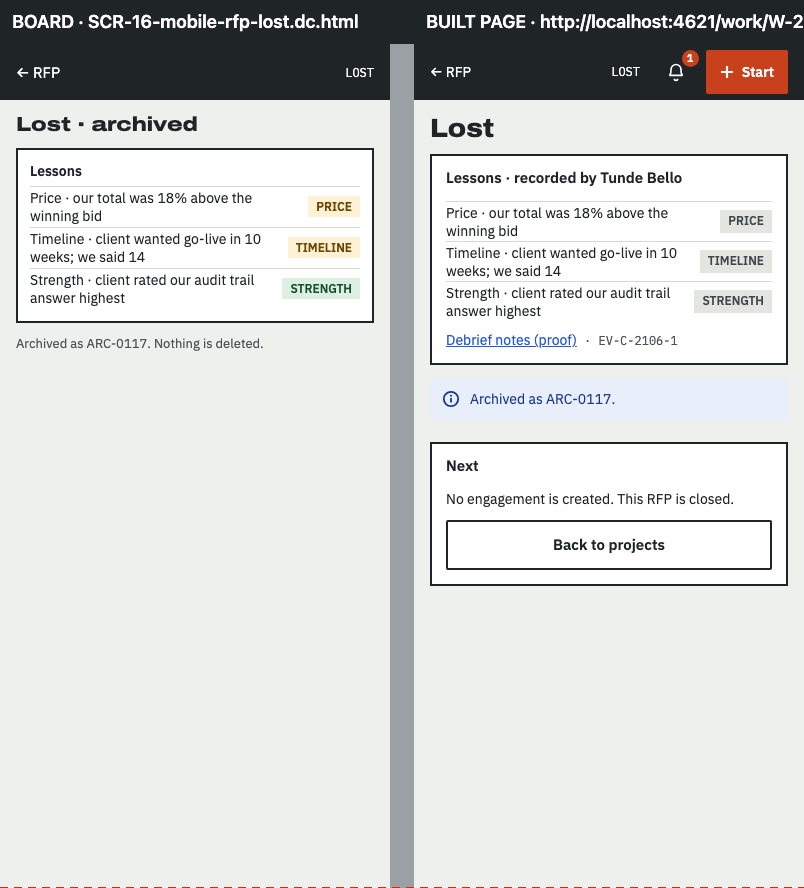 BOARD · SCR-16-mobile-rfp-lost.dc.html
← RFP
LOST
Lost · archived
Lessons
Price · our total was 18% above the
winning bid
PRICE
Timeline · client wanted go-live in 10
weeks; we said 14
TIMELINE
Strength · client rated our audit trail
answer highest
STRENGTH
Archived as ARC-0117. Nothing is deleted.
BUILT PAGE · http://localhost:4621/work/W-2
← RFP
LOST
1
+ Start
Lost
Lessons · recorded by Tunde Bello
Price · our total was 18% above the
winning bid
PRICE
Timeline · client wanted go-live in 10
weeks; we said 14
TIMELINE
Strength · client rated our audit trail
answer highest
STRENGTH
Debrief notes (proof) · EV-C-2106-1
Archived as ARC-0117.
Next
No engagement is created. This RFP is closed.
Back to projects